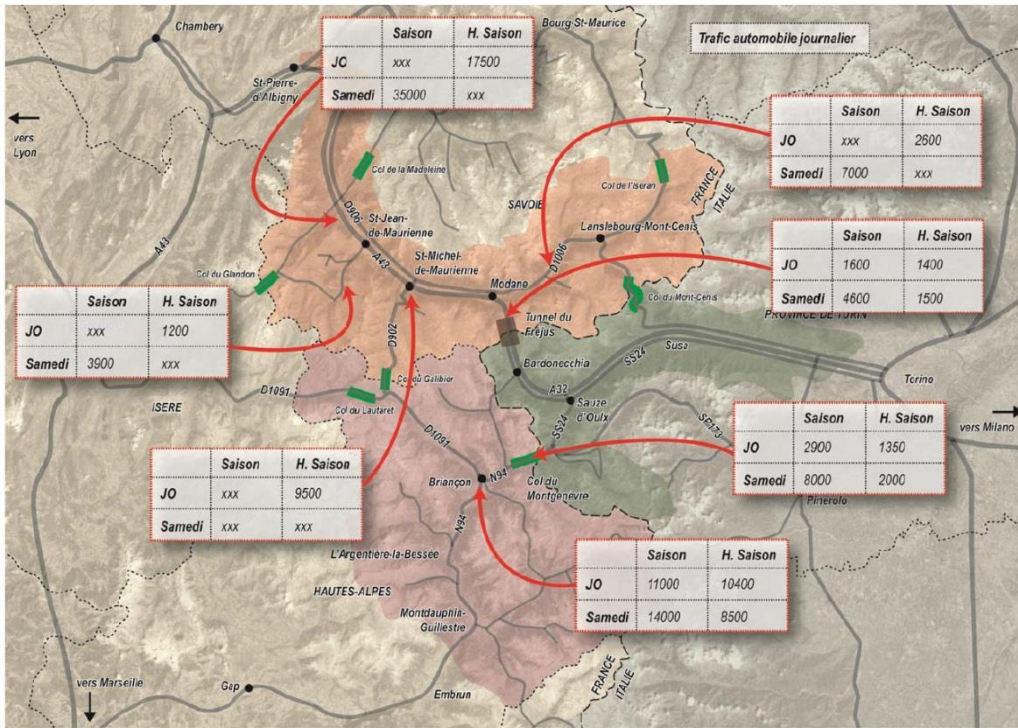 Chambery
St-Pierre-
d'Albigny
vers
Lyon
A43
Saison H. Saison
JO xxx 17500
Samedi 35000 xxx
Bourg-St-Maurice
Trafic automobile journalier
Saison H. Saison
JO xxx 2600
Samedi 7000 xxx
Col de la Madeleine
Col de l'Iseran
FRANCE
ITALIE
SAVOIE
D906
St-Jean-
de-Maurienne
A43
St-Michel-
de-Maurienne
Lanslebourg-Mont-Cenis
D1006
Modane
Col du Glandon
Col du Mont-Cenis
Saison H. Saison
JO 1600 1400
Samedi 4600 1500
PROVINCE DE TURIN
Saison H. Saison
JO xxx 1200
Samedi 3900 xxx
D902
Tunnel du
Fréjus
Bardonecchia
SS24
Susa
Torino
A32
Sauze
d'Oulx
SS24
SP173
vers Milano
D1091
ISERE
Col du Galibier
Col du Lautaret
D1091
Briançon
N94
Col du
Montgenevre
Saison H. Saison
JO 2900 1350
Samedi 8000 2000
Pinerolo
Saison H. Saison
JO xxx 9500
Samedi xxx xxx
N94
L'Argentière-la-Bessée
HAUTES-ALPES
Montdauphin-
Guillestre
Saison H. Saison
JO 11000 10400
Samedi 14000 8500
vers Marseille
Gap
Embrun
FRANCE
ITALIE